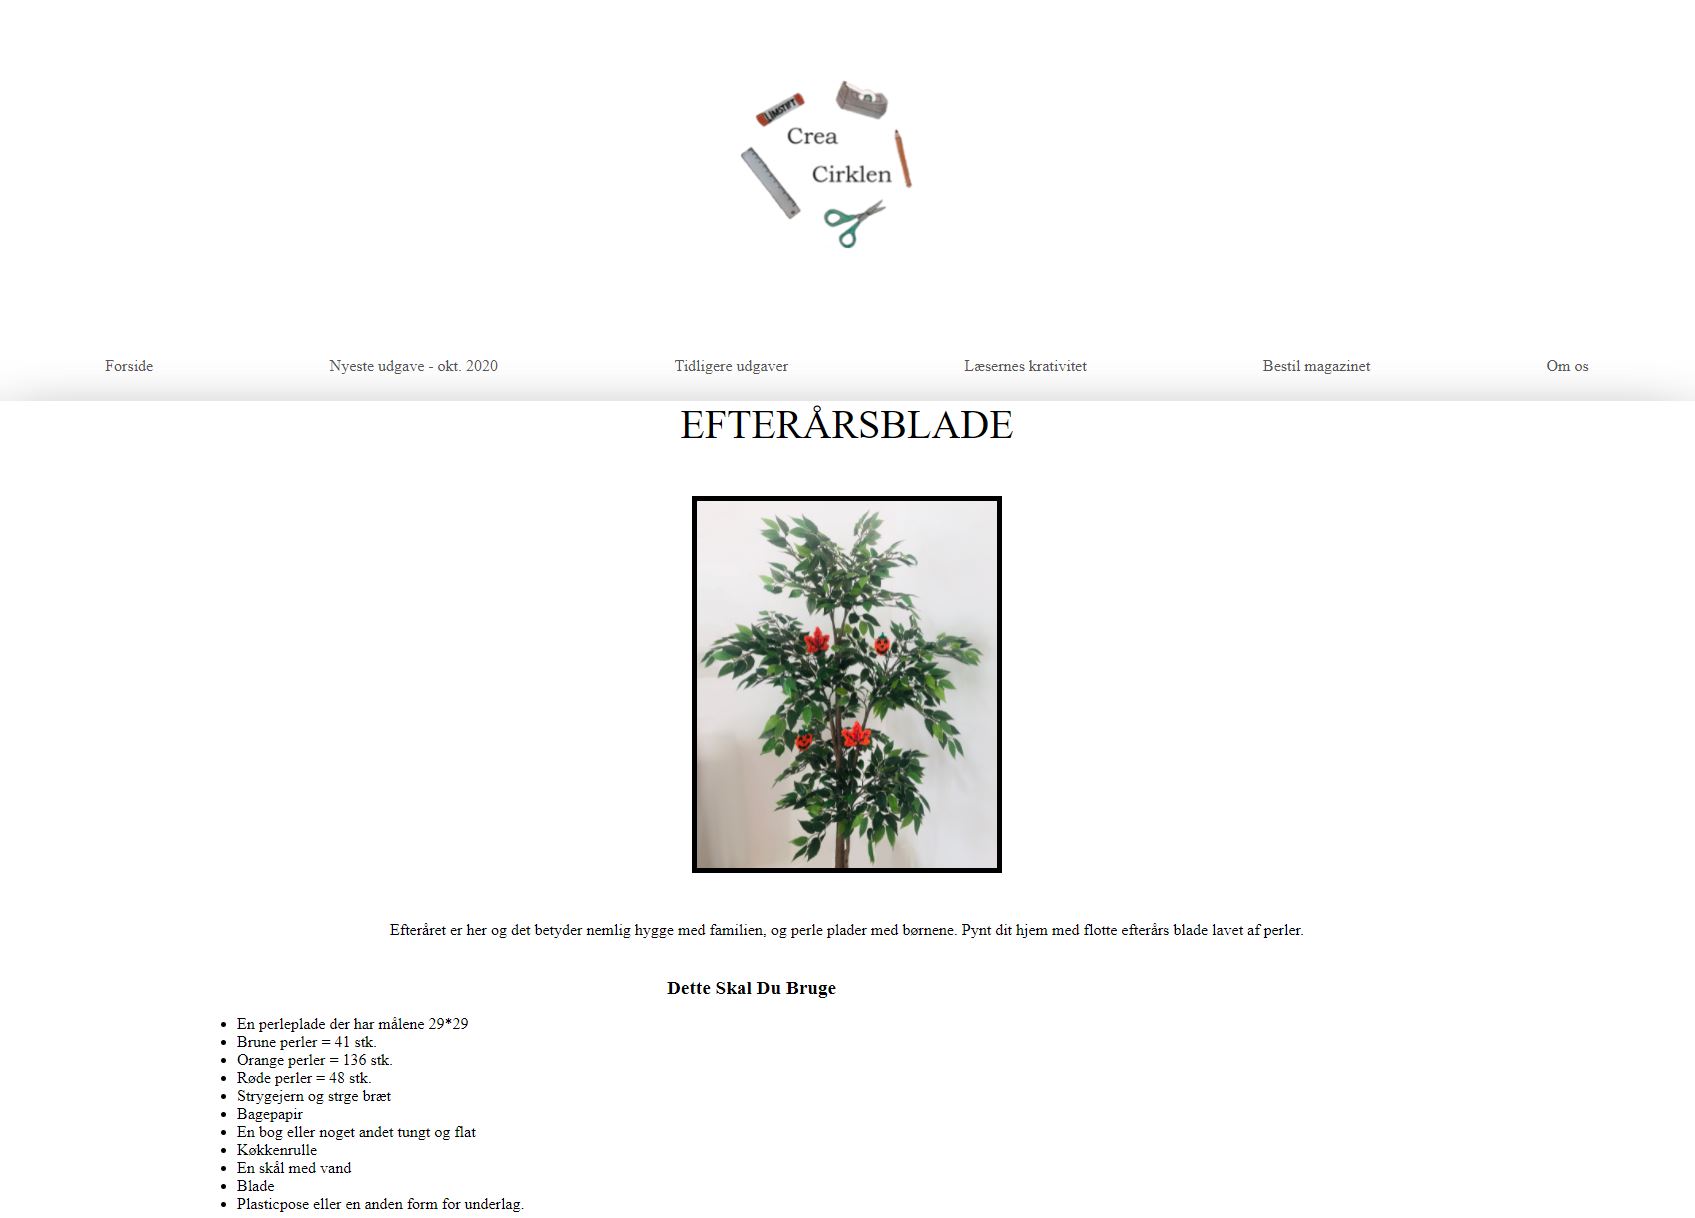 LIMSTIFT
Crea
Cirklen
Forside
Nyeste udgave - okt. 2020
Tidligere udgaver
Læsernes krativitet
Bestil magazinet
Om os
EFTERÅRSBLADE
Efteråret er her og det betyder nemlig hygge med familien, og perle plader med børnene. Pynt dit hjem med flotte efterårs blade lavet af perler.
Dette Skal Du Bruge
• En perleplade der har målene 29*29
• Brune perler = 41 stk.
• Orange perler = 136 stk.
• Røde perler = 48 stk.
• Strygejern og strge bræt
• Bagepapir
• En bog eller noget andet tungt og flat
• Køkkenrulle
• En skål med vand
• Blade
• Plasticpose eller en anden form for underlag.